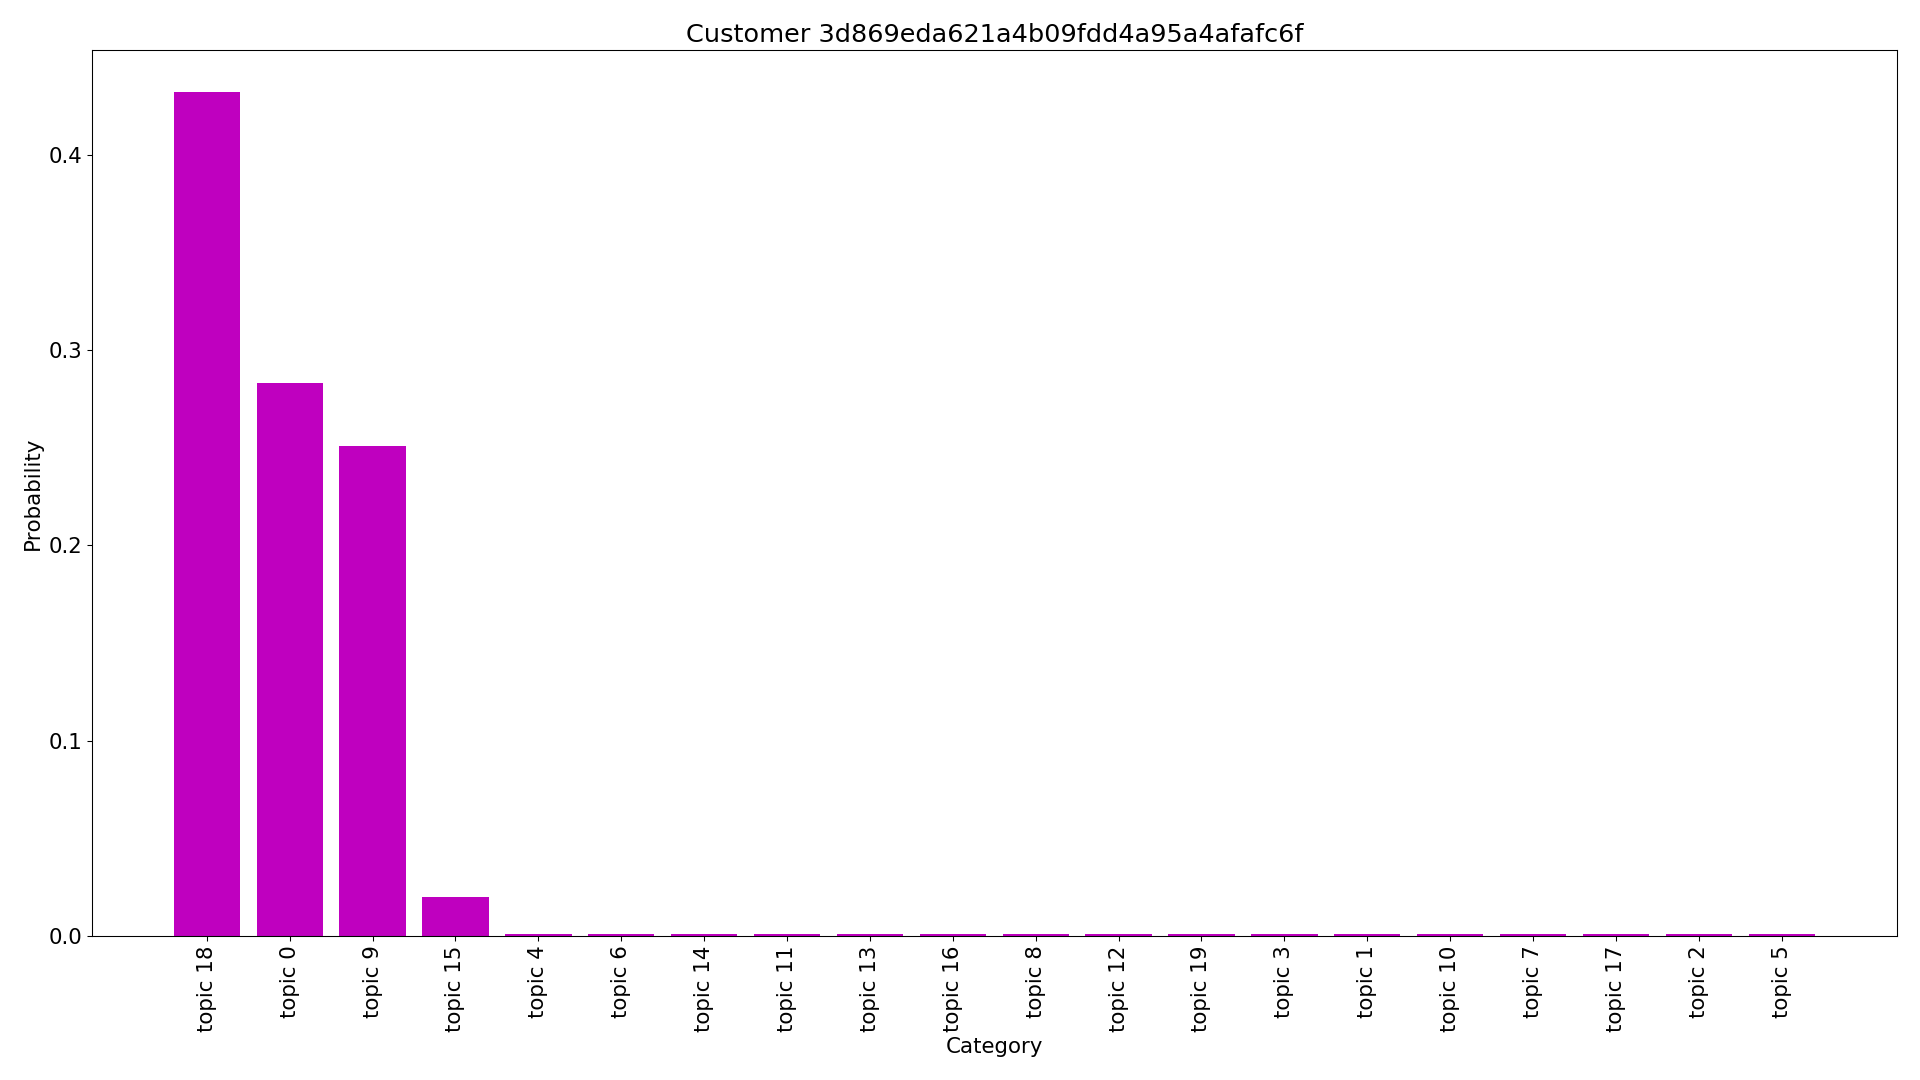 Customer 3d869eda621a4b09fdd4a95a4afafc6f
Probability
0.4
0.3
0.2
0.1
0.0
topic 18
topic 0
topic 9
topic 15
topic 4
topic 6
topic 14
topic 11
topic 13
topic 16
topic 8
topic 12
topic 19
topic 3
topic 1
topic 10
topic 7
topic 17
topic 2
topic 5
Category